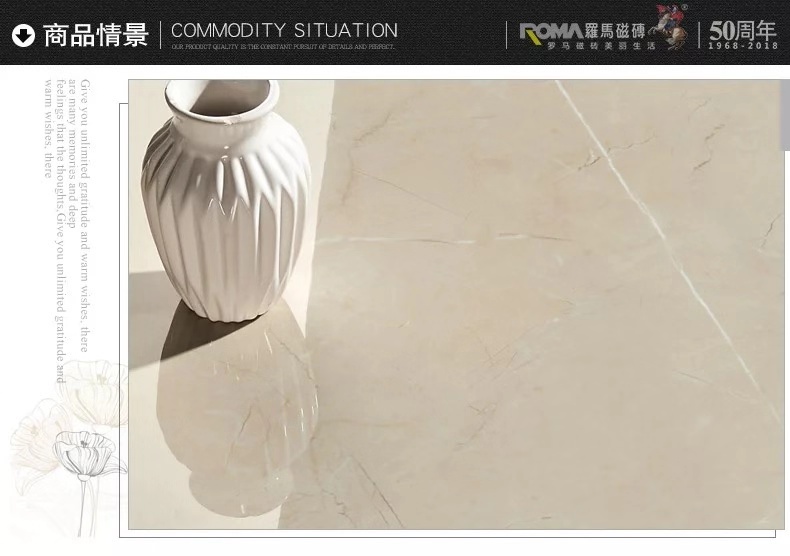 商品情景
COMMODITY SITUATION
OUR PRODUCT QUALITY IS THE CONSTANT PURSUIT OF DETAILS AND PERFECT.
ROMA 羅馬磁磚
罗马磁砖美丽生活
50周年
1968-2018
Give you unlimited gratitude and warm wishes, there
are many memories and deep
feelings that the thoughts.Give you unlimited gratitude and
warm wishes, there